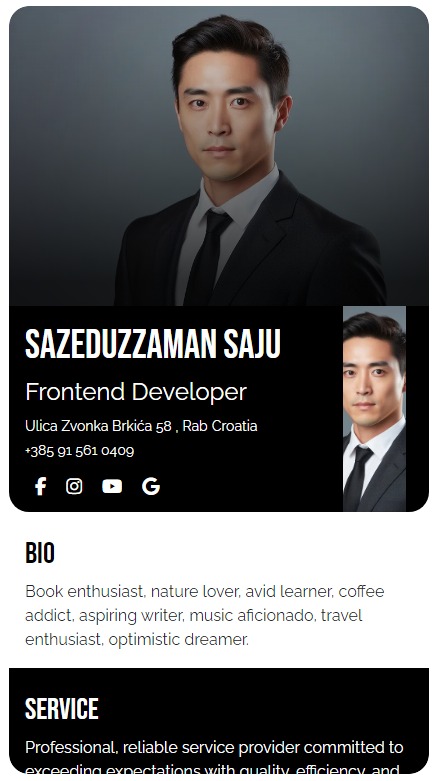 SAZEDUZZAMAN SAJU
Frontend Developer
Ulica Zvonka Brkića 58 , Rab Croatia
+385 91 561 0409
BIO
Book enthusiast, nature lover, avid learner, coffee
addict, aspiring writer, music aficionado, travel
enthusiast, optimistic dreamer.
SERVICE
Professional, reliable service provider committed to
exceeding expectations with quality, efficiency, and